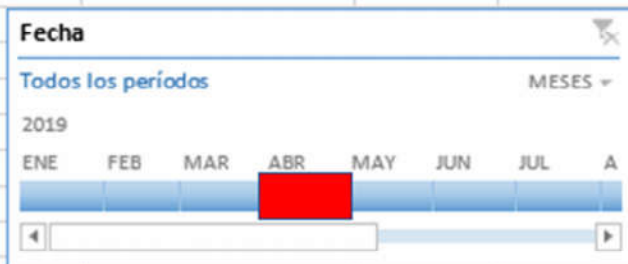 Fecha
Todos los períodos MESES
2019
ENE FEB MAR ABR MAY JUN JUL A